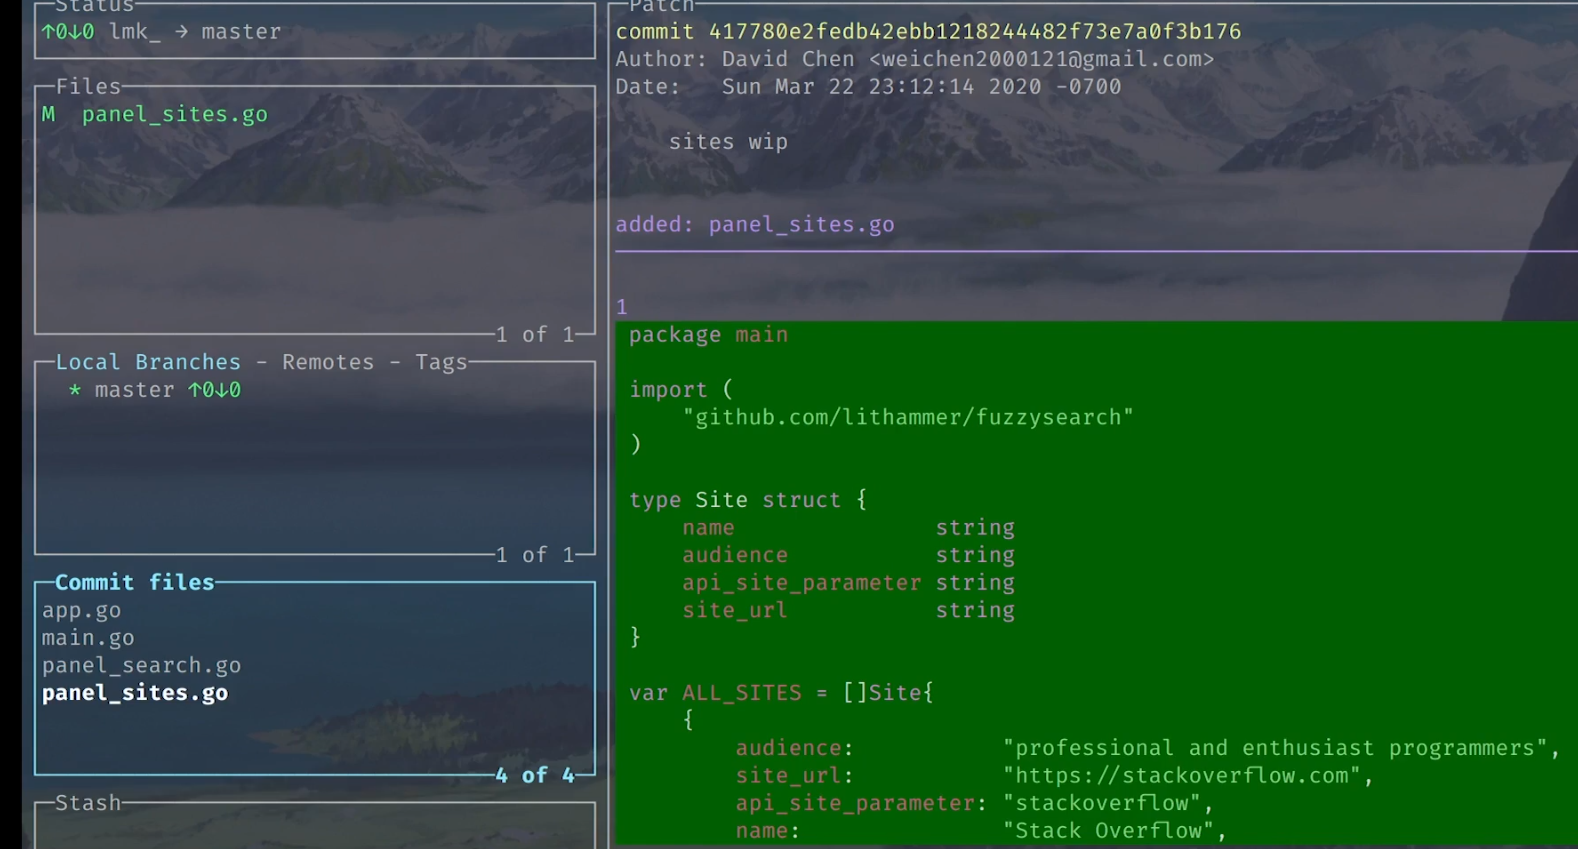 Status
↑0↓0 lmk_ → master
Files
M panel_sites.go
1 of 1
Local Branches - Remotes - Tags
* master ↑0↓0
1 of 1
Commit files
app.go
main.go
panel_search.go
panel_sites.go
4 of 4
Stash
Patch
commit 417780e2fedb42ebb1218244482f73e7a0f3b176
Author: David Chen <weichen2000121@gmail.com>
Date:   Sun Mar 22 23:12:14 2020 -0700
sites wip
added: panel_sites.go
1
package main
import (
"github.com/lithammer/fuzzysearch"
)
type Site struct {
name string
audience string
api_site_parameter string
site_url string
}
var ALL_SITES = []Site{
{
audience: "professional and enthusiast programmers",
site_url: "https://stackoverflow.com",
api_site_parameter: "stackoverflow",
name: "Stack Overflow",